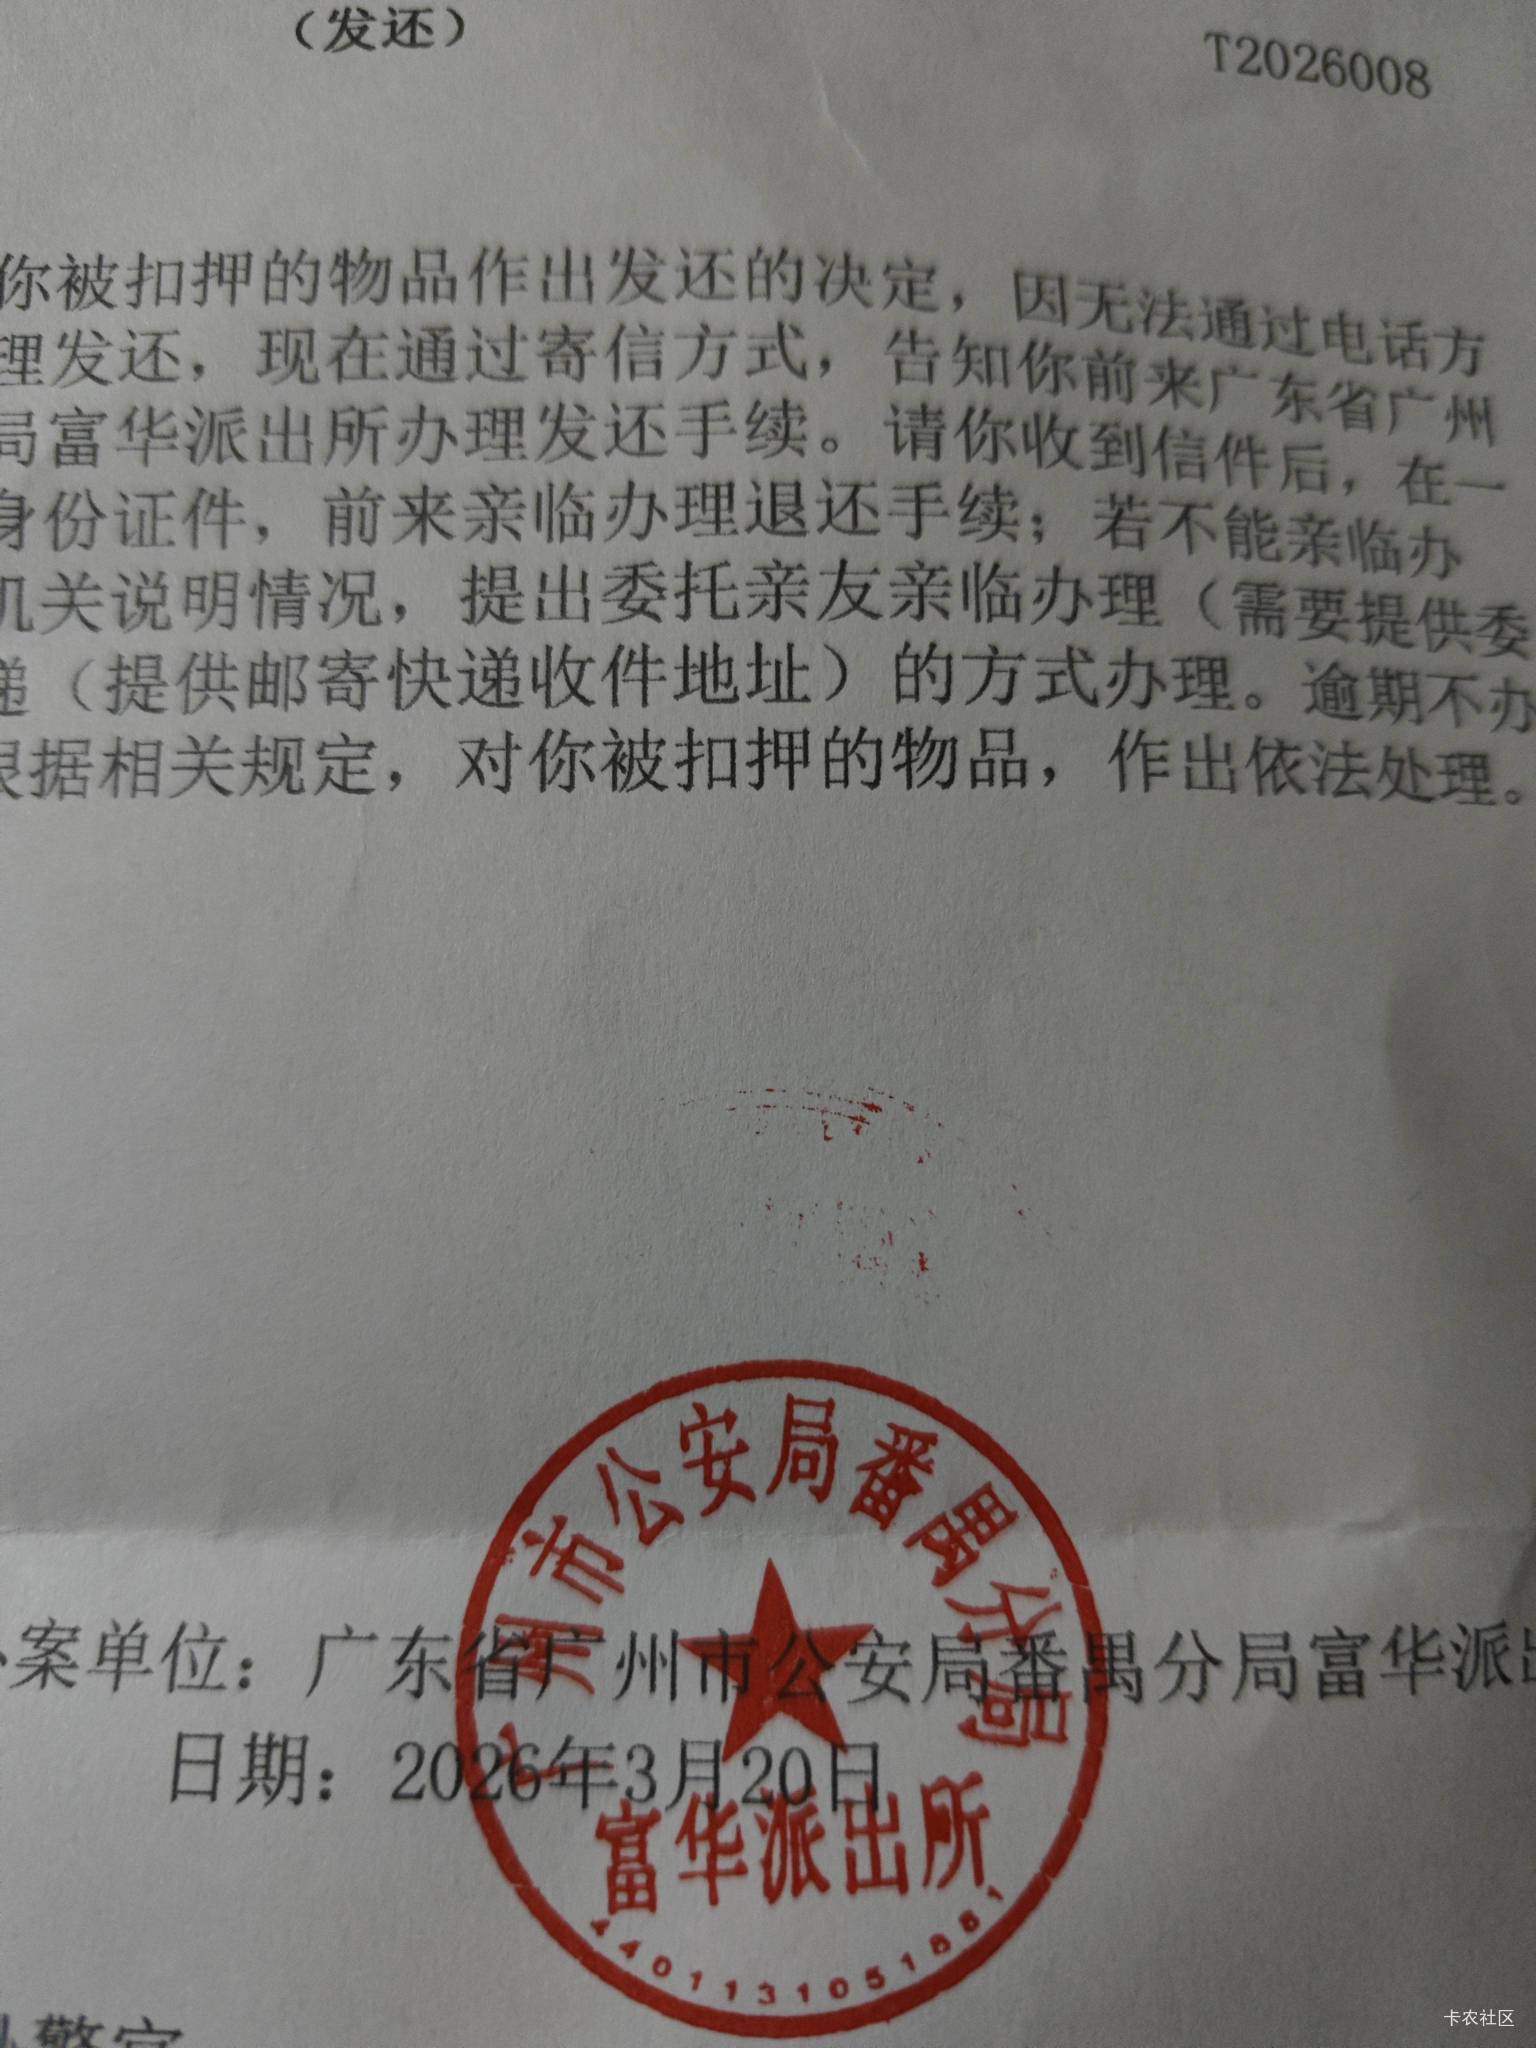 （发还）
T2026008
你被扣押的物品作出发还的决定，因无法通过电话方
理发还，现在通过寄信方式，告知你前来广东省广州
局富华派出所办理发还手续。请你收到信件后，在一
身份证件，前来亲临办理退还手续；若不能亲临办
机关说明情况，提出委托亲友亲临办理（需要提供委
递（提供邮寄快递收件地址）的方式办理。逾期不办
根据相关规定，对你被扣押的物品，作出依法处理。
广州市公安局番禺分局
案单位：广东省广州市公安局番禺分局富华派出
日期：2026年3月20日
富华派出所
警官
卡农社区